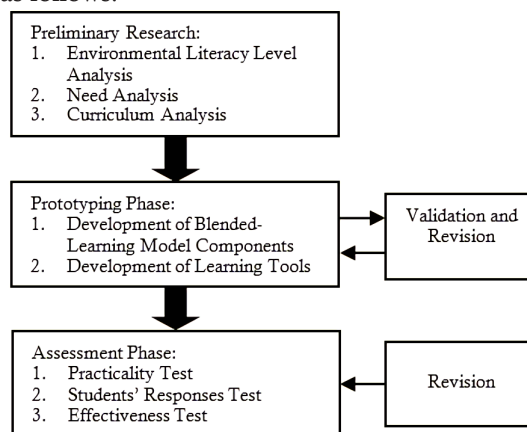 as follows:
Preliminary Research:
1. Environmental Literacy Level
Analysis
2. Need Analysis
3. Curriculum Analysis
Prototyping Phase:
1. Development of Blended-
Learning Model Components
2. Development of Learning Tools
Validation and
Revision
Assessment Phase:
1. Practicality Test
2. Students’ Responses Test
3. Effectiveness Test
Revision